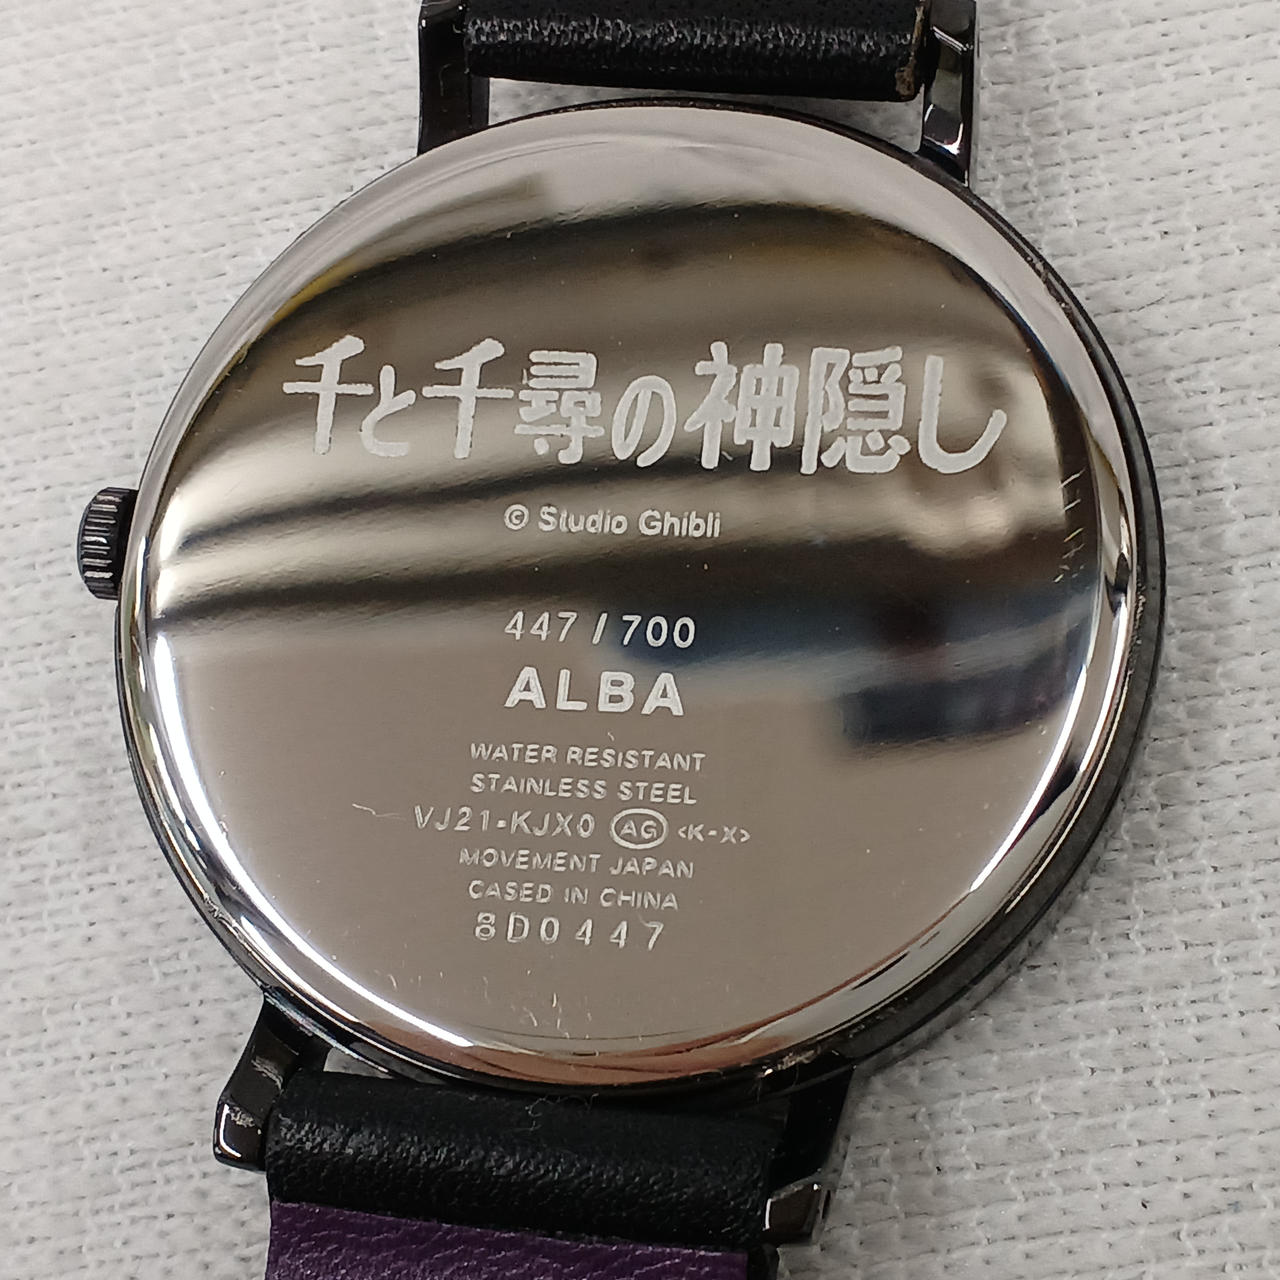 千と千尋の神隠し
© Studio Ghibli
447 / 700
ALBA
WATER RESISTANT
STAINLESS STEEL
VJ21-KJX0 AG <K-X>
MOVEMENT JAPAN
CASED IN CHINA
8D0447